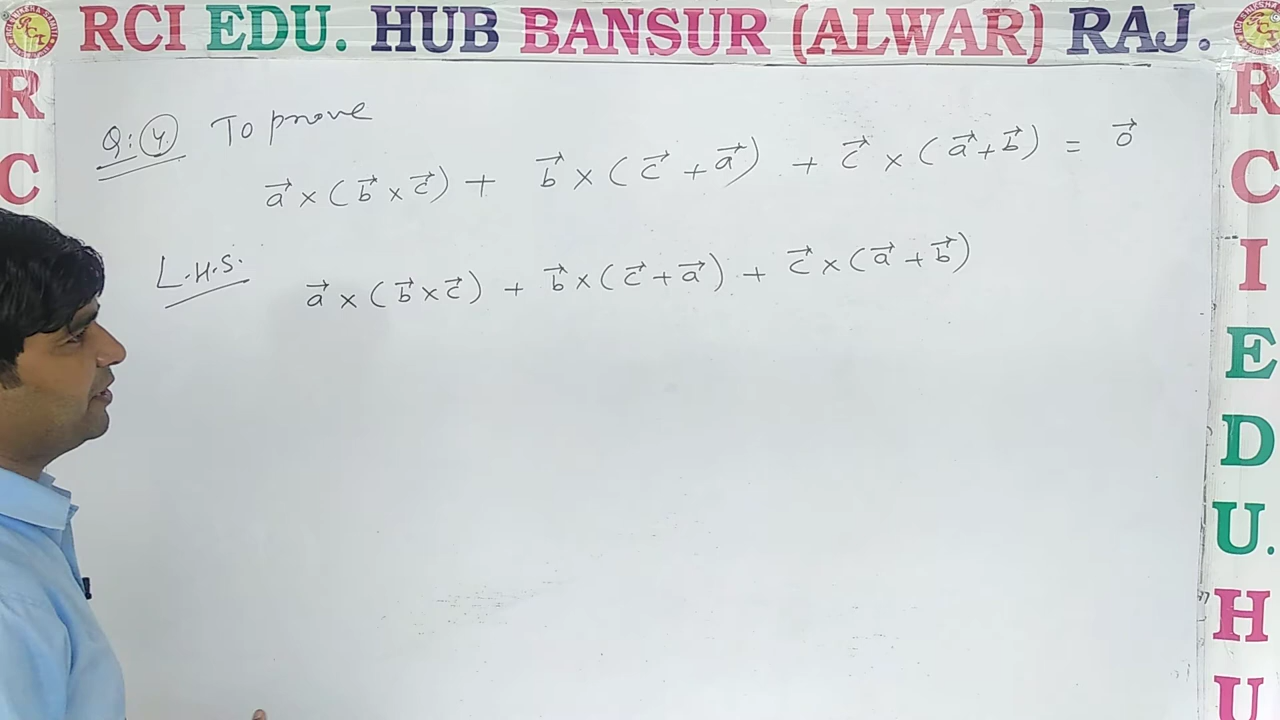 RCI EDU. HUB BANSUR (ALWAR) RAJ.
R
C
R
C
I
E
D
U.
H
U
Q:(4) To prove
a⃗ × (b⃗ × c⃗) + b⃗ × (c⃗ + a⃗) + c⃗ × (a⃗ + b⃗) = 0⃗
L.H.S. a⃗ × (b⃗ × c⃗) + b⃗ × (c⃗ + a⃗) + c⃗ × (a⃗ + b⃗)